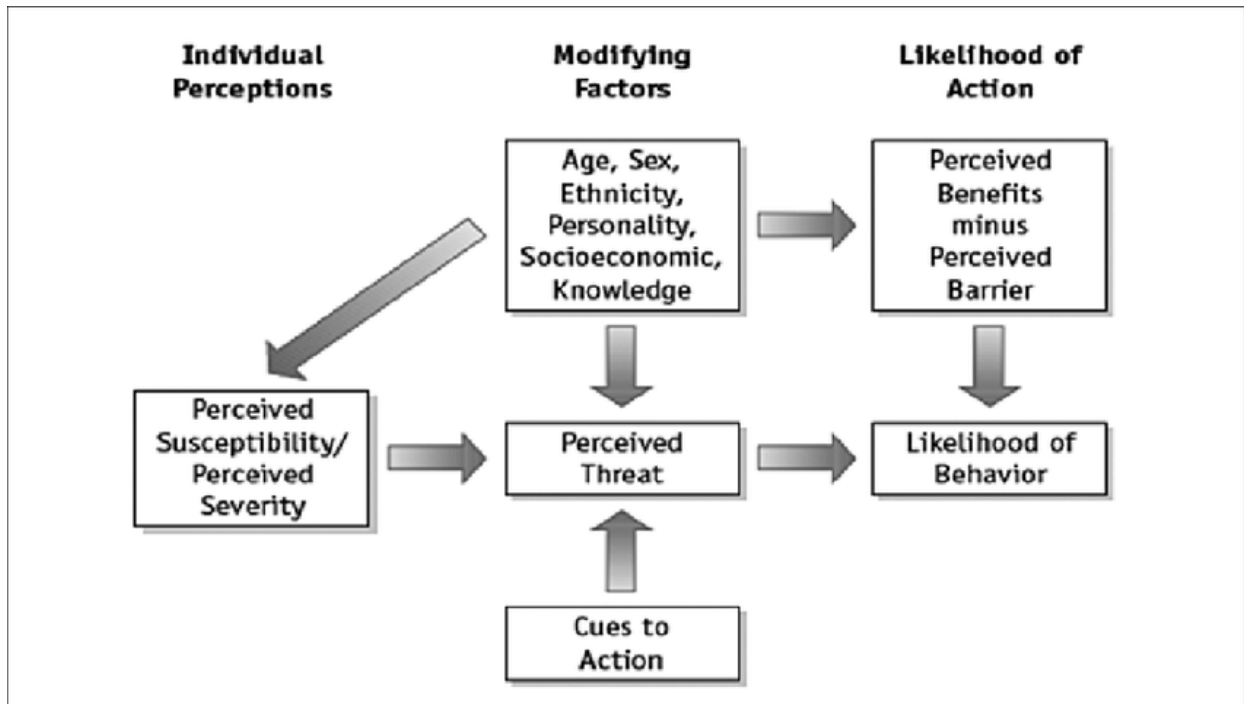 Individual
Perceptions
Modifying
Factors
Likelihood of
Action
Age, Sex,
Ethnicity,
Personality,
Socioeconomic,
Knowledge
Perceived
Benefits
minus
Perceived
Barrier
Perceived
Susceptibility/
Perceived
Severity
Perceived
Threat
Likelihood of
Behavior
Cues to
Action